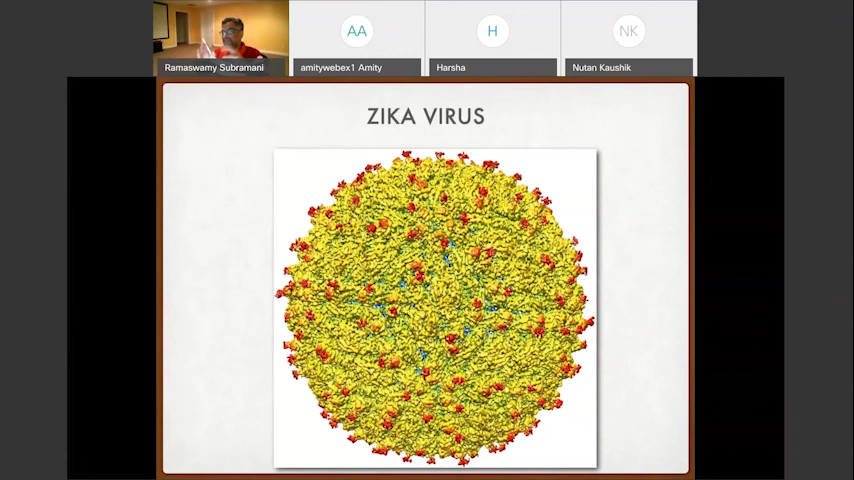 AA
H
NK
Ramaswamy Subramani
amitywebex1 Amity
Harsha
Nutan Kaushik
ZIKA VIRUS